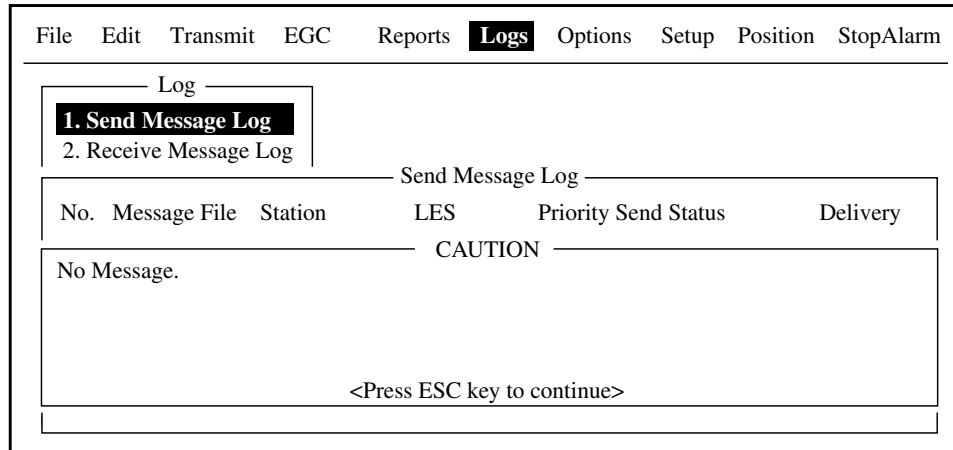 File Edit Transmit EGC Reports Logs Options Setup Position StopAlarm
Log
1. Send Message Log
2. Receive Message Log
Send Message Log
No. Message File Station LES Priority Send Status Delivery
CAUTION
No Message.
<Press ESC key to continue>